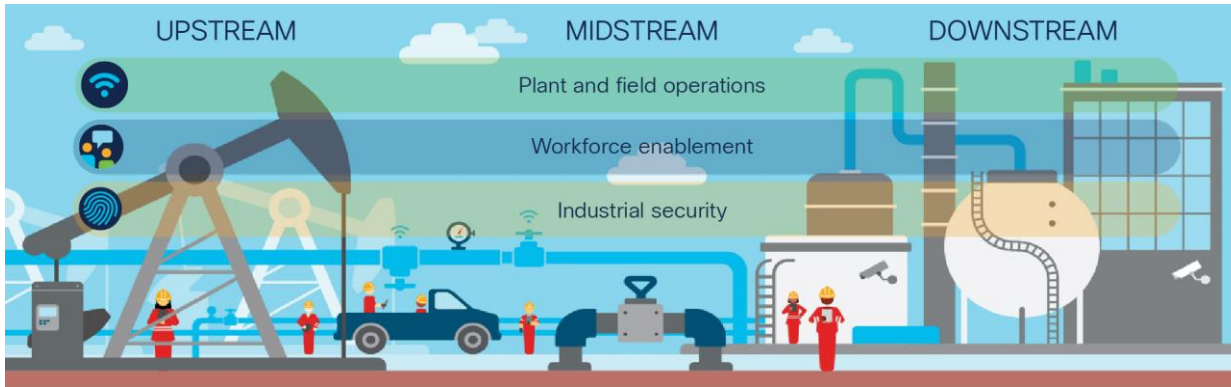 UPSTREAM
MIDSTREAM
DOWNSTREAM
Plant and field operations
Workforce enablement
Industrial security